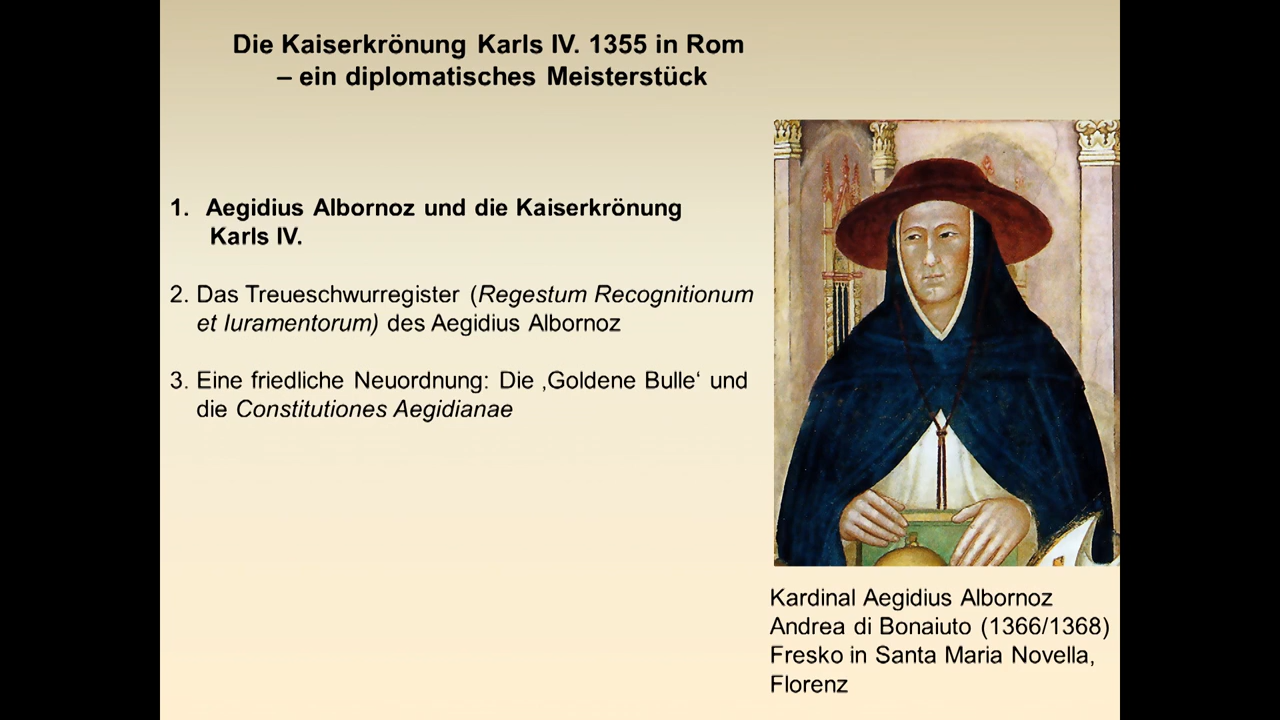 Die Kaiserkrönung Karls IV. 1355 in Rom
– ein diplomatisches Meisterstück
1. Aegidius Albornoz und die Kaiserkrönung
Karls IV.
2. Das Treueschwurregister (Regestum Recognitionum
et Iuramentorum) des Aegidius Albornoz
3. Eine friedliche Neuordnung: Die ‚Goldene Bulle‘ und
die Constitutiones Aegidianae
Kardinal Aegidius Albornoz
Andrea di Bonaiuto (1366/1368)
Fresko in Santa Maria Novella,
Florenz